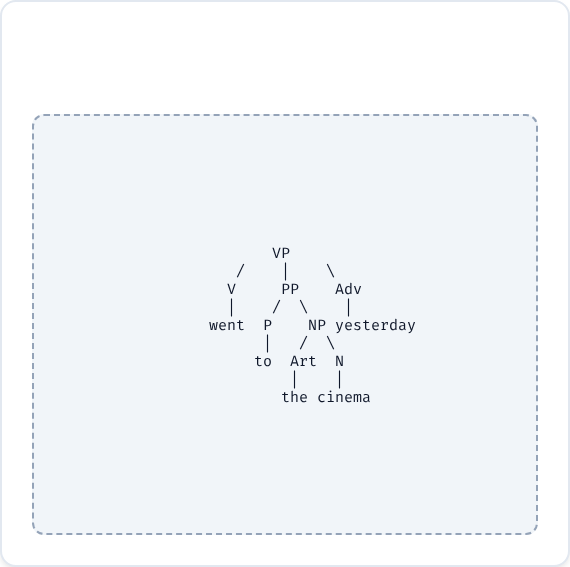 VP
/ | \
V PP Adv
| / \ |
went P NP yesterday
| / \
to Art N
| |
the cinema